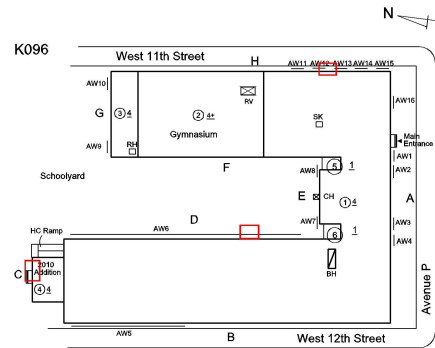 N
K096
West 11th Street
H
AW11 AW12 AW13 AW14 AW15
AW10
G
3 4
2 4+
Gymnasium
RV
SK
AW16
Main
Entrance
AW9
RH
F
AW8
5 1
AW1
AW2
Schoolyard
E
CH
1 4
A
D
AW6
AW7
6 1
AW3
AW4
HC Ramp
2010
Addition
C
4 4
BH
AW5
B
West 12th Street
Avenue P